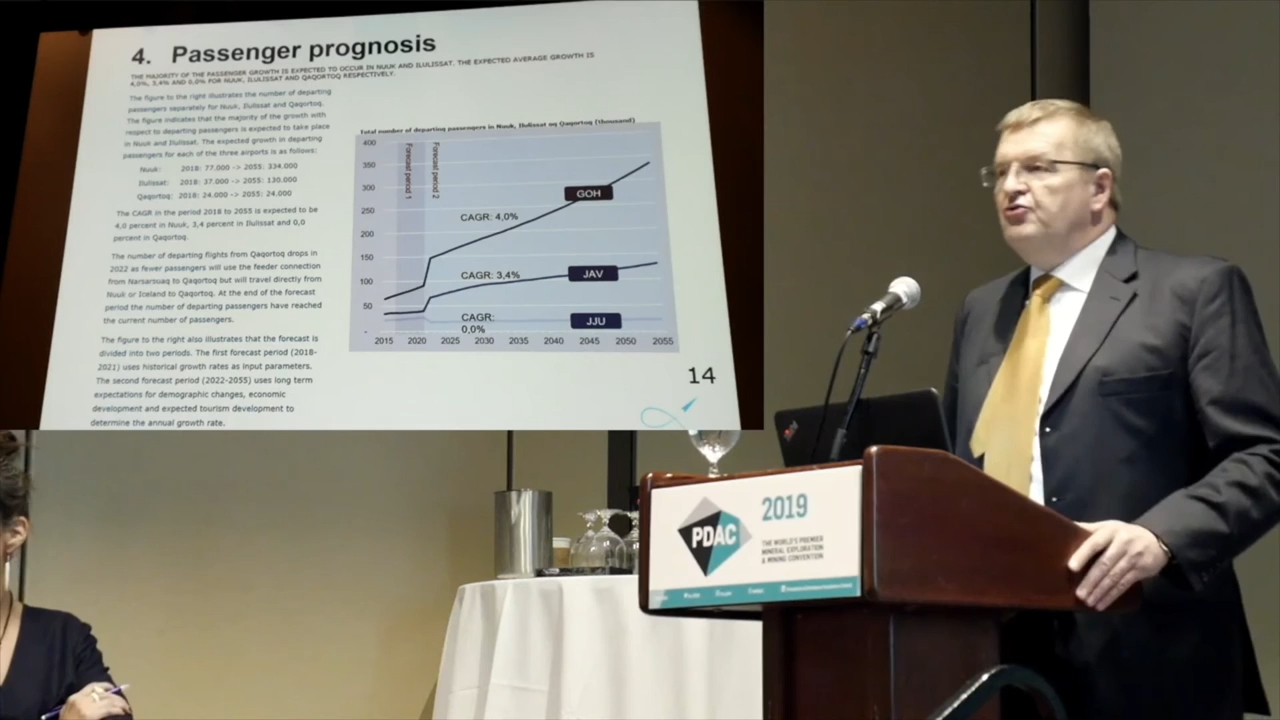 4. Passenger prognosis
THE MAJORITY OF THE PASSENGER GROWTH IS EXPECTED TO OCCUR IN NUUK AND ILULISSAT. THE EXPECTED AVERAGE GROWTH IS
4,0%, 3,4% AND 0,0% FOR NUUK, ILULISSAT AND QAQORTOQ RESPECTIVELY.
The figure to the right illustrates the number of departing
passengers separately for Nuuk, Ilulissat and Qaqortoq.
The figure indicates that the majority of the growth with
respect to departing passengers is expected to take place
in Nuuk and Ilulissat. The expected growth in departing
passengers for each of the three airports is as follows:
Nuuk: 2018: 77.000 -> 2055: 334.000
Ilulissat: 2018: 37.000 -> 2055: 130.000
Qaqortoq: 2018: 24.000 -> 2055: 24.000
The CAGR in the period 2018 to 2055 is expected to be
4,0 percent in Nuuk, 3,4 percent in Ilulissat and 0,0
percent in Qaqortoq.
The number of departing flights from Qaqortoq drops in
2022 as fewer passengers will use the feeder connection
from Narsarsuaq to Qaqortoq but will travel directly from
Nuuk or Iceland to Qaqortoq. At the end of the forecast
period the number of departing passengers have reached
the current number of passengers.
The figure to the right also illustrates that the forecast is
divided into two periods. The first forecast period (2018-
2021) uses historical growth rates as input parameters.
The second forecast period (2022-2055) uses long term
expectations for demographic changes, economic
development and expected tourism development to
determine the annual growth rate.
Total number of departing passengers in Nuuk, Ilulissat og Qaqortoq (thousand)
400
350
300
250
200
150
100
50
-
Forecast period 1
Forecast period 2
GOH
CAGR: 4,0%
JAV
CAGR: 3,4%
JJU
CAGR:
0,0%
2015 2020 2025 2030 2035 2040 2045 2050 2055
14
PDAC
2019
THE WORLD'S PREMIER
MINERAL EXPLORATION
& MINING CONVENTION